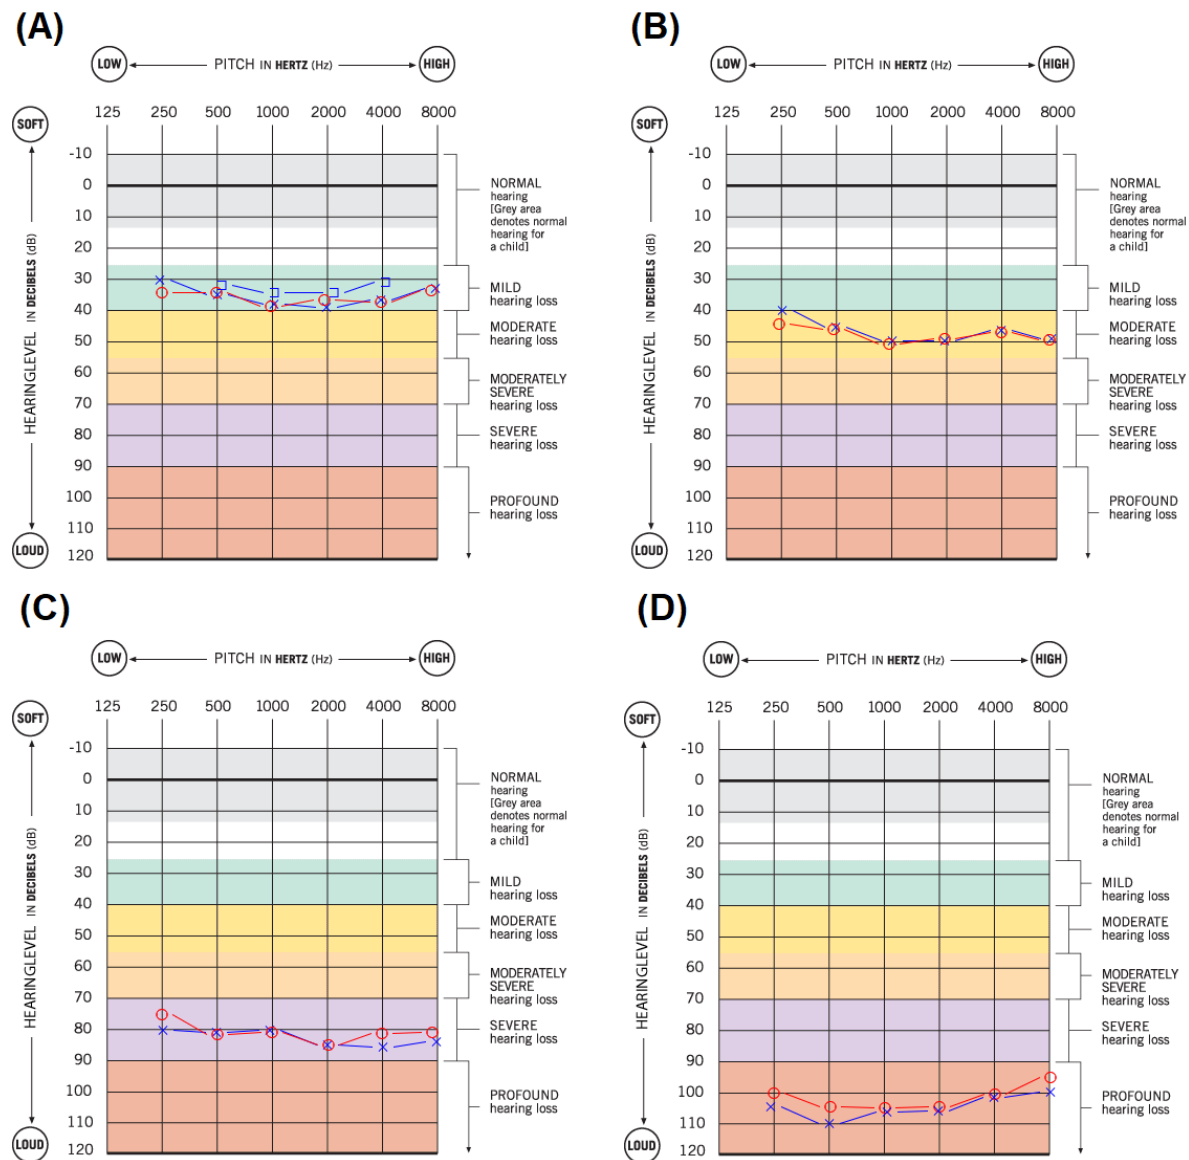 (A)
LOW PITCH IN HERTZ (Hz) HIGH
125 250 500 1000 2000 4000 8000
SOFT
HEARINGLEVEL IN DECIBELS (dB)
LOUD
-10
0
10
20
30
40
50
60
70
80
90
100
110
120
NORMAL
hearing
[Grey area
denotes normal
hearing for
a child]
MILD
hearing loss
MODERATE
hearing loss
MODERATELY
SEVERE
hearing loss
SEVERE
hearing loss
PROFOUND
hearing loss
(B)
LOW PITCH IN HERTZ (Hz) HIGH
125 250 500 1000 2000 4000 8000
SOFT
HEARINGLEVEL IN DECIBELS (dB)
LOUD
-10
0
10
20
30
40
50
60
70
80
90
100
110
120
NORMAL
hearing
[Grey area
denotes normal
hearing for
a child]
MILD
hearing loss
MODERATE
hearing loss
MODERATELY
SEVERE
hearing loss
SEVERE
hearing loss
PROFOUND
hearing loss
(C)
LOW PITCH IN HERTZ (Hz) HIGH
125 250 500 1000 2000 4000 8000
SOFT
HEARINGLEVEL IN DECIBELS (dB)
LOUD
-10
0
10
20
30
40
50
60
70
80
90
100
110
120
NORMAL
hearing
[Grey area
denotes normal
hearing for
a child]
MILD
hearing loss
MODERATE
hearing loss
MODERATELY
SEVERE
hearing loss
SEVERE
hearing loss
PROFOUND
hearing loss
(D)
LOW PITCH IN HERTZ (Hz) HIGH
125 250 500 1000 2000 4000 8000
SOFT
HEARINGLEVEL IN DECIBELS (dB)
LOUD
-10
0
10
20
30
40
50
60
70
80
90
100
110
120
NORMAL
hearing
[Grey area
denotes normal
hearing for
a child]
MILD
hearing loss
MODERATE
hearing loss
MODERATELY
SEVERE
hearing loss
SEVERE
hearing loss
PROFOUND
hearing loss